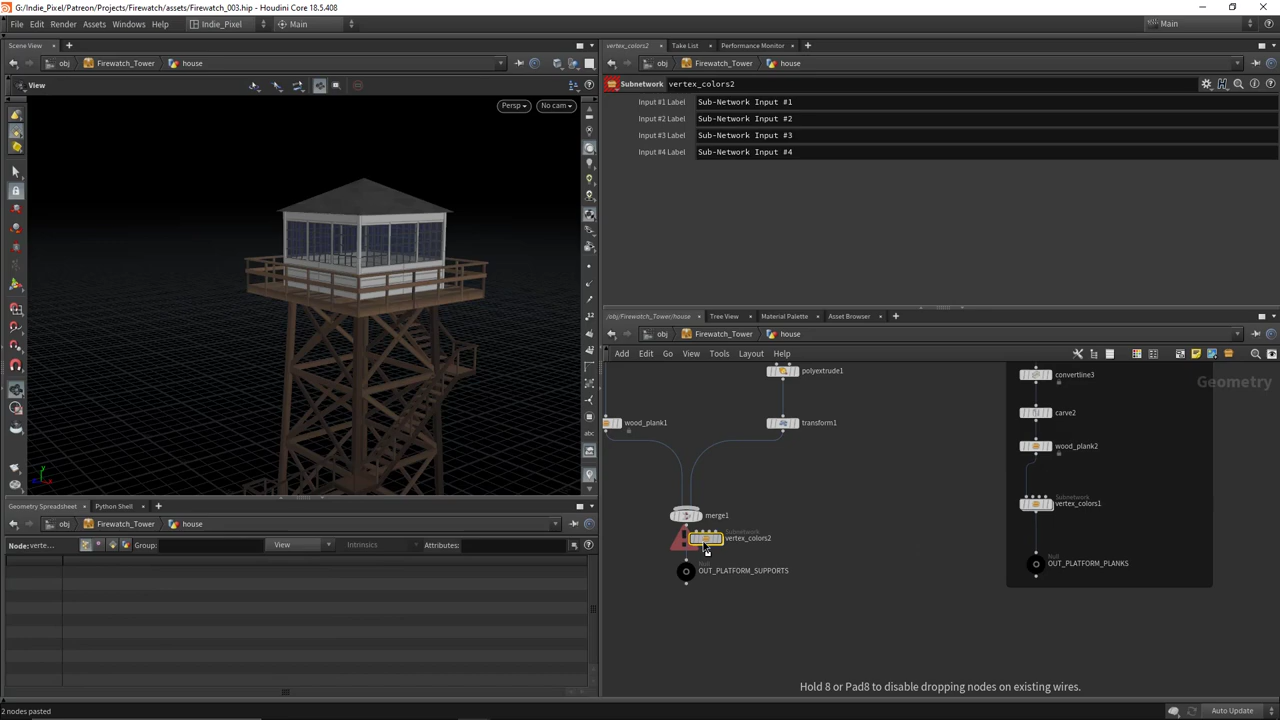 G:/Indie_Pixel/Patreon/Projects/Firewatch/assets/Firewatch_003.hip - Houdini Core 18.5.408
File Edit Render Assets Windows Help Indie_Pixel Main Main
Scene View
obj Firewatch_Tower house
View
Persp No cam
abc
Geometry Spreadsheet Python Shell
obj Firewatch_Tower house
Node: verte... Group: View Intrinsics Attributes:
vertex_colors2 Take List Performance Monitor
obj Firewatch_Tower house
Subnetwork vertex_colors2
Input #1 Label Sub-Network Input #1
Input #2 Label Sub-Network Input #2
Input #3 Label Sub-Network Input #3
Input #4 Label Sub-Network Input #4
/obj/Firewatch_Tower/house Tree View Material Palette Asset Browser
obj Firewatch_Tower house
Add Edit Go View Tools Layout Help
Geometry
polyextrude1
convertline3
carve2
wood_plank1
transform1
wood_plank2
Subnetwork
vertex_colors1
merge1
Subnetwork
vertex_colors2
Null
OUT_PLATFORM_PLANKS
Null
OUT_PLATFORM_SUPPORTS
Hold 8 or Pad8 to disable dropping nodes on existing wires.
2 nodes pasted
Auto Update